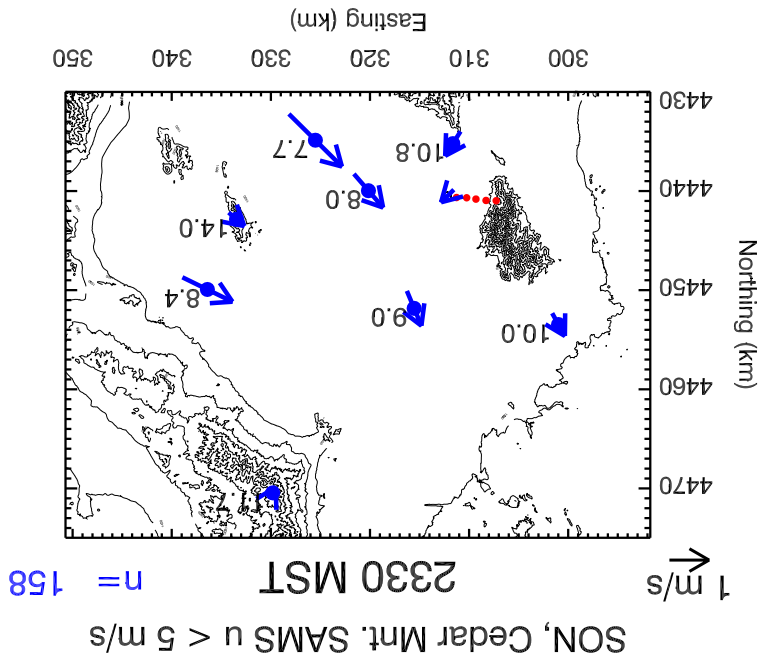 SON, Cedar Mnt. SAMS u < 5 m/s
1 m/s
2330 MST
n= 158
Northing (km)
4470
4460
4450
4440
4430
11.7
10.0
9.0
8.4
14.0
8.0
10.8
7.7
300 310 320 330 340 350
Easting (km)